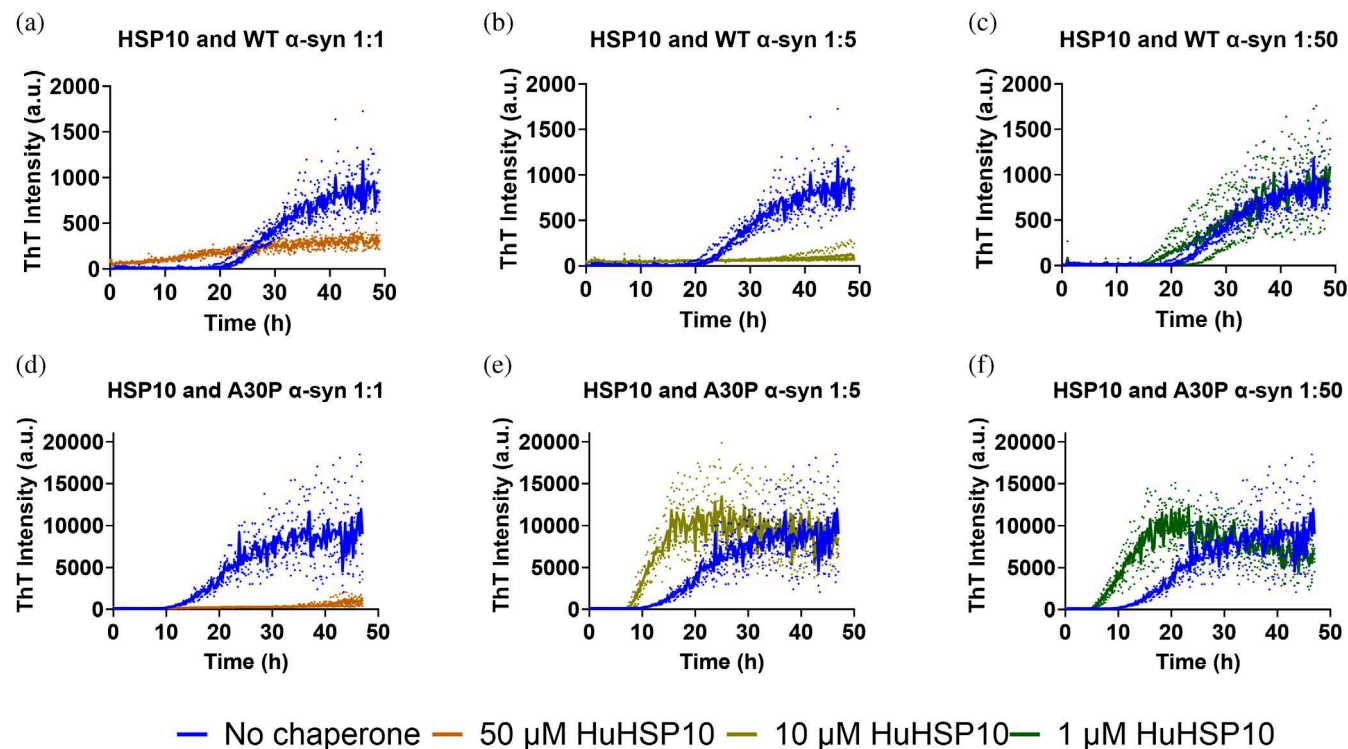 (a)
HSP10 and WT α-syn 1:1
ThT Intensity (a.u.)
2000
1500
1000
500
0
0 10 20 30 40 50
Time (h)
(b)
HSP10 and WT α-syn 1:5
ThT Intensity (a.u.)
2000
1500
1000
500
0
0 10 20 30 40 50
Time (h)
(c)
HSP10 and WT α-syn 1:50
ThT Intensity (a.u.)
2000
1500
1000
500
0
0 10 20 30 40 50
Time (h)
(d)
HSP10 and A30P α-syn 1:1
ThT Intensity (a.u.)
20000
15000
10000
5000
0
0 10 20 30 40 50
Time (h)
(e)
HSP10 and A30P α-syn 1:5
ThT Intensity (a.u.)
20000
15000
10000
5000
0
0 10 20 30 40 50
Time (h)
(f)
HSP10 and A30P α-syn 1:50
ThT Intensity (a.u.)
20000
15000
10000
5000
0
0 10 20 30 40 50
Time (h)
No chaperone 50 μM HuHSP10 10 μM HuHSP10 1 μM HuHSP10